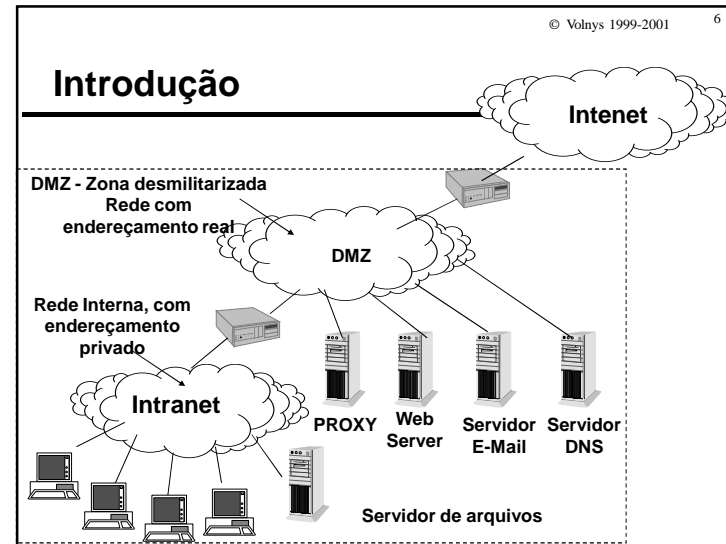 © Volnys 1999-2001
6
Introdução
Intenet
DMZ - Zona desmilitarizada
Rede com
endereçamento real
DMZ
Rede Interna, com
endereçamento
privado
Intranet
PROXY
Web
Server
Servidor
E-Mail
Servidor
DNS
Servidor de arquivos